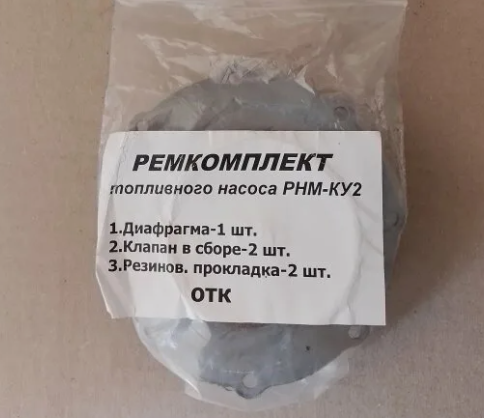 РЕМКОМПЛЕКТ
топливного насоса РНМ-КУ2
1.Диафрагма-1 шт.
2.Клапан в сборе-2 шт.
3.Резинов. прокладка-2 шт.
ОТК